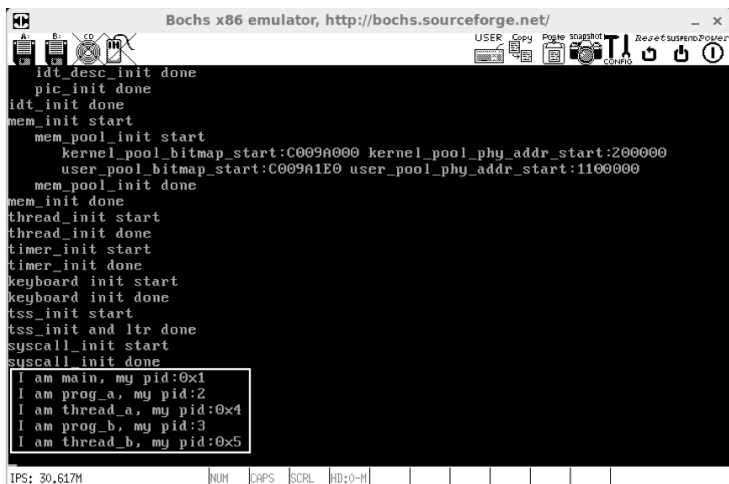 Bochs x86 emulator, http://bochs.sourceforge.net/
A: B: CD USER Copy Paste snapshot CONFIG Reset SUSPEND Power
idt_desc_init done
pic_init done
idt_init done
mem_init start
mem_pool_init start
kernel_pool_bitmap_start:C009A000 kernel_pool_phy_addr_start:200000
user_pool_bitmap_start:C009A1E0 user_pool_phy_addr_start:1100000
mem_pool_init done
mem_init done
thread_init start
thread_init done
timer_init start
timer_init done
keyboard init start
keyboard init done
tss_init start
tss_init and ltr done
syscall_init start
syscall_init done
I am main, my pid:0x1
I am prog_a, my pid:2
I am thread_a, my pid:0x4
I am prog_b, my pid:3
I am thread_b, my pid:0x5
IPS: 30.617M NUM CAPS SCRL HD:0-M